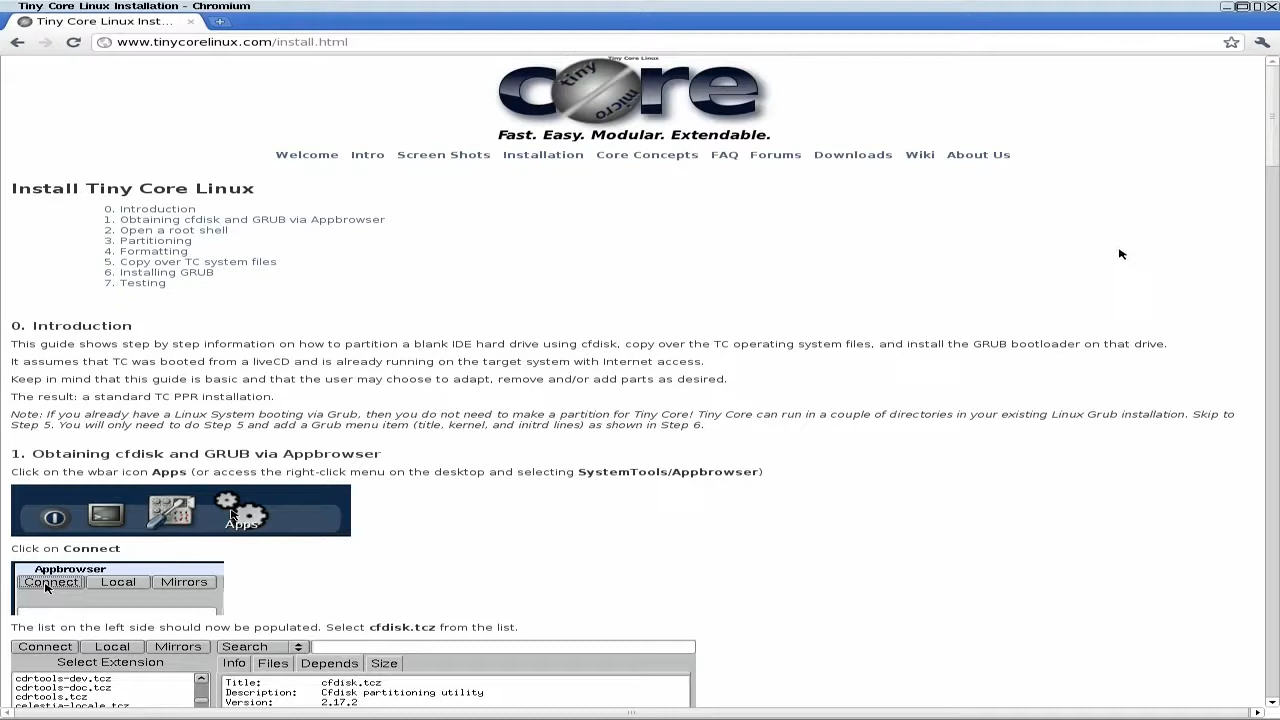 Tiny Core Linux Installation - Chromium
Tiny Core Linux Inst...
www.tinycorelinux.com/install.html
Tiny Core Linux
core
tiny
micro
Fast. Easy. Modular. Extendable.
Welcome Intro Screen Shots Installation Core Concepts FAQ Forums Downloads Wiki About Us
Install Tiny Core Linux
0. Introduction
1. Obtaining cfdisk and GRUB via Appbrowser
2. Open a root shell
3. Partitioning
4. Formatting
5. Copy over TC system files
6. Installing GRUB
7. Testing
0. Introduction
This guide shows step by step information on how to partition a blank IDE hard drive using cfdisk, copy over the TC operating system files, and install the GRUB bootloader on that drive.
It assumes that TC was booted from a liveCD and is already running on the target system with Internet access.
Keep in mind that this guide is basic and that the user may choose to adapt, remove and/or add parts as desired.
The result: a standard TC PPR installation.
Note: If you already have a Linux System booting via Grub, then you do not need to make a partition for Tiny Core! Tiny Core can run in a couple of directories in your existing Linux Grub installation. Skip to
Step 5. You will only need to do Step 5 and add a Grub menu item (title, kernel, and initrd lines) as shown in Step 6.
1. Obtaining cfdisk and GRUB via Appbrowser
Click on the wbar icon Apps (or access the right-click menu on the desktop and selecting SystemTools/Appbrowser)
Apps
Click on Connect
Appbrowser
Connect Local Mirrors
The list on the left side should now be populated. Select cfdisk.tcz from the list.
Connect Local Mirrors Search
Select Extension Info Files Depends Size
cdrtools-dev.tcz
cdrtools-doc.tcz
cdrtools.tcz
celestia-locale.tcz
Title: cfdisk.tcz
Description: Cfdisk partitioning utility
Version: 2.17.2